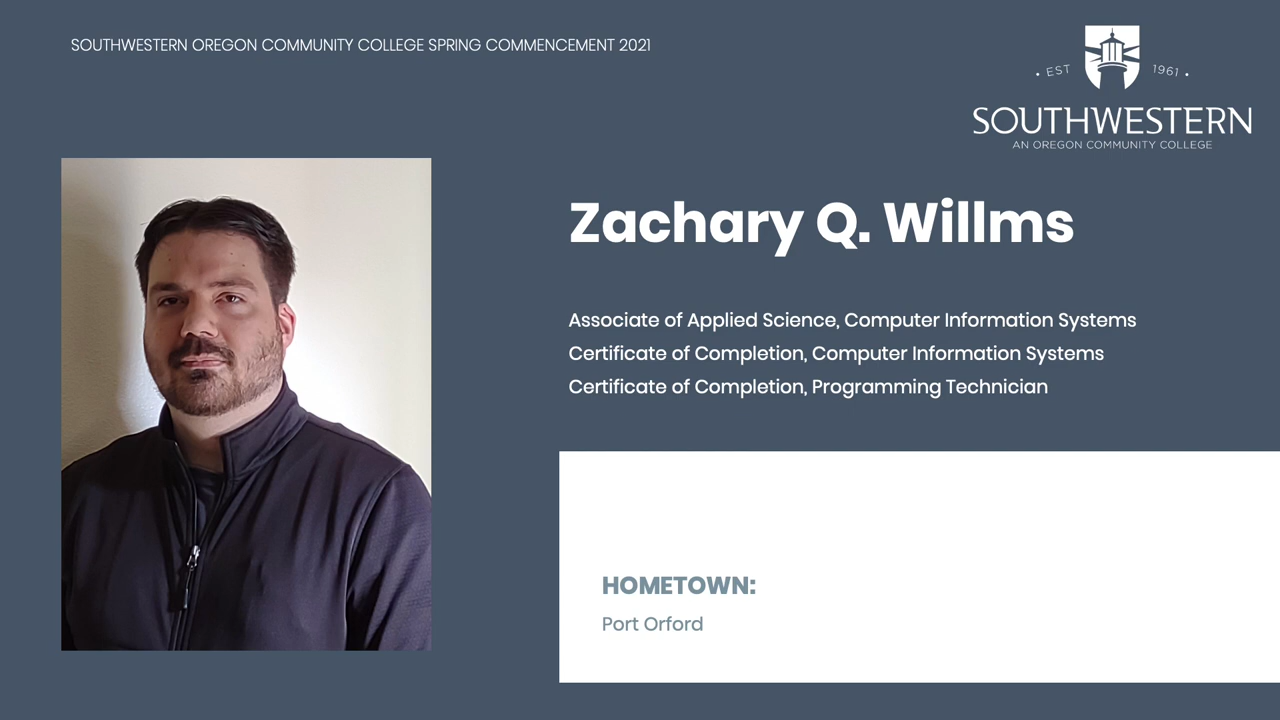 SOUTHWESTERN OREGON COMMUNITY COLLEGE SPRING COMMENCEMENT 2021
• EST 1961 •
SOUTHWESTERN
AN OREGON COMMUNITY COLLEGE
Zachary Q. Willms
Associate of Applied Science, Computer Information Systems
Certificate of Completion, Computer Information Systems
Certificate of Completion, Programming Technician
HOMETOWN:
Port Orford